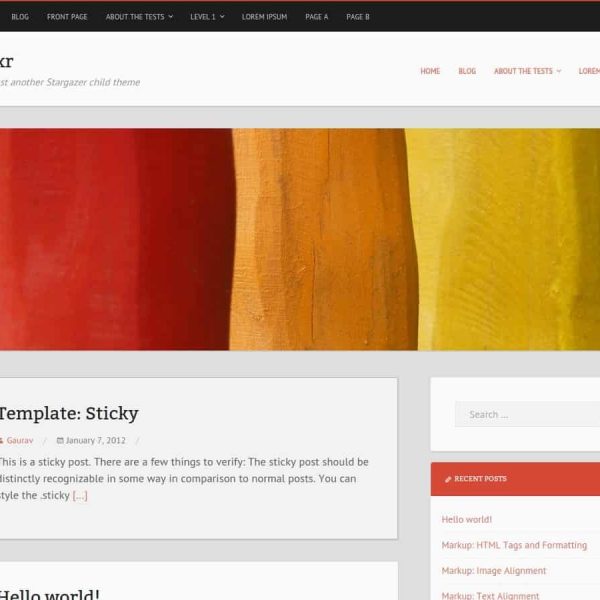 BLOG FRONT PAGE ABOUT THE TESTS LEVEL 1 LOREM IPSUM PAGE A PAGE B
xr
st another Stargazer child theme
HOME BLOG ABOUT THE TESTS LOREM
Template: Sticky
Gaurav / January 7, 2012 /
This is a sticky post. There are a few things to verify: The sticky post should be
distinctly recognizable in some way in comparison to normal posts. You can
style the .sticky [...]
Hello world!
Search ...
RECENT POSTS
Hello world!
Markup: HTML Tags and Formatting
Markup: Image Alignment
Markup: Text Alignment